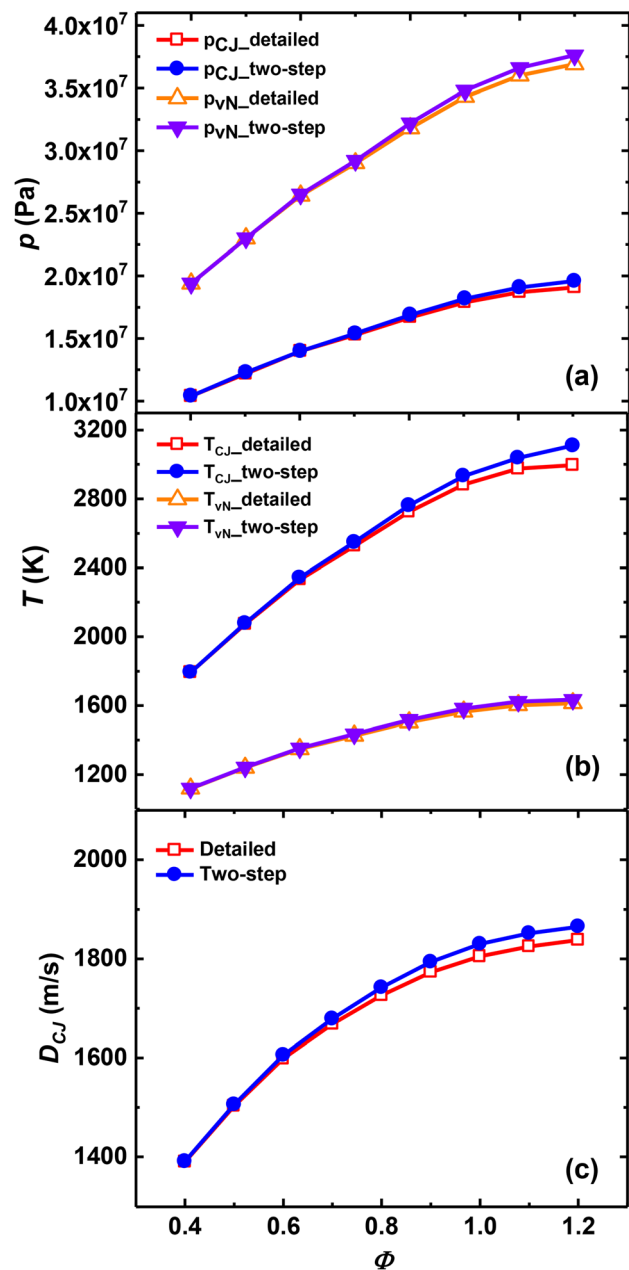 4.0x10⁷
3.5x10⁷
3.0x10⁷
2.5x10⁷
2.0x10⁷
1.5x10⁷
1.0x10⁷
p (Pa)
p_CJ_detailed
p_CJ_two-step
p_vN_detailed
p_vN_two-step
(a)
3200
2800
2400
2000
1600
1200
T (K)
T_CJ_detailed
T_CJ_two-step
T_vN_detailed
T_vN_two-step
(b)
2000
1800
1600
1400
D_CJ (m/s)
Detailed
Two-step
(c)
0.4 0.6 0.8 1.0 1.2
Φ